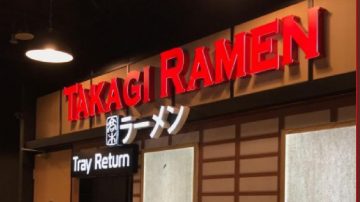 TAKAGI RAMEN
ラーメン
Tray Return